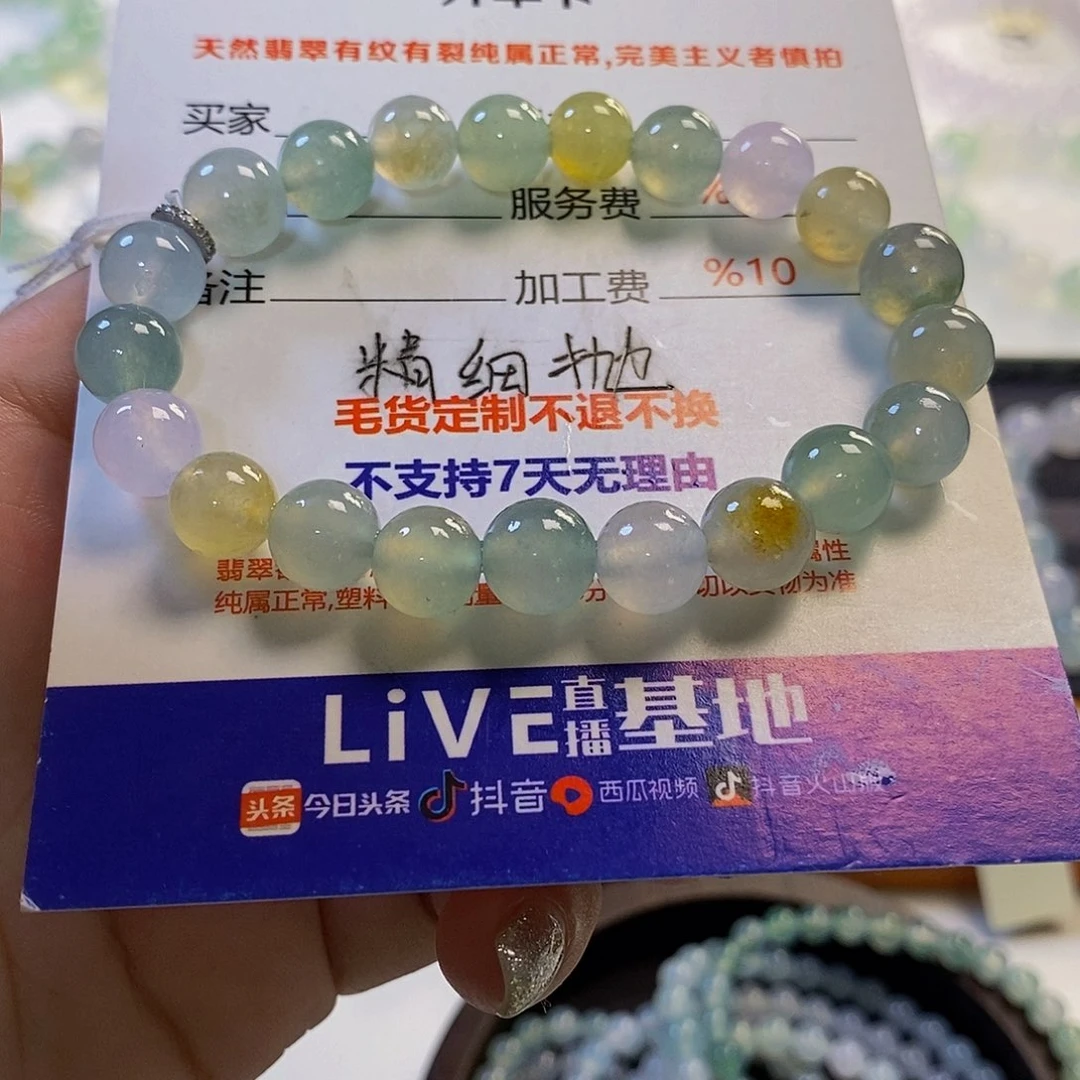 天然翡翠有纹有裂纯属正常,完美主义者慎拍
买家
服务费 %
备注 加工费 %10
精细抛
毛货定制不退不换
不支持7天无理由
翡翠 属性
纯属正常,塑料 为准
LiVE直播基地
头条 今日头条 抖音 西瓜视频 抖音火山版